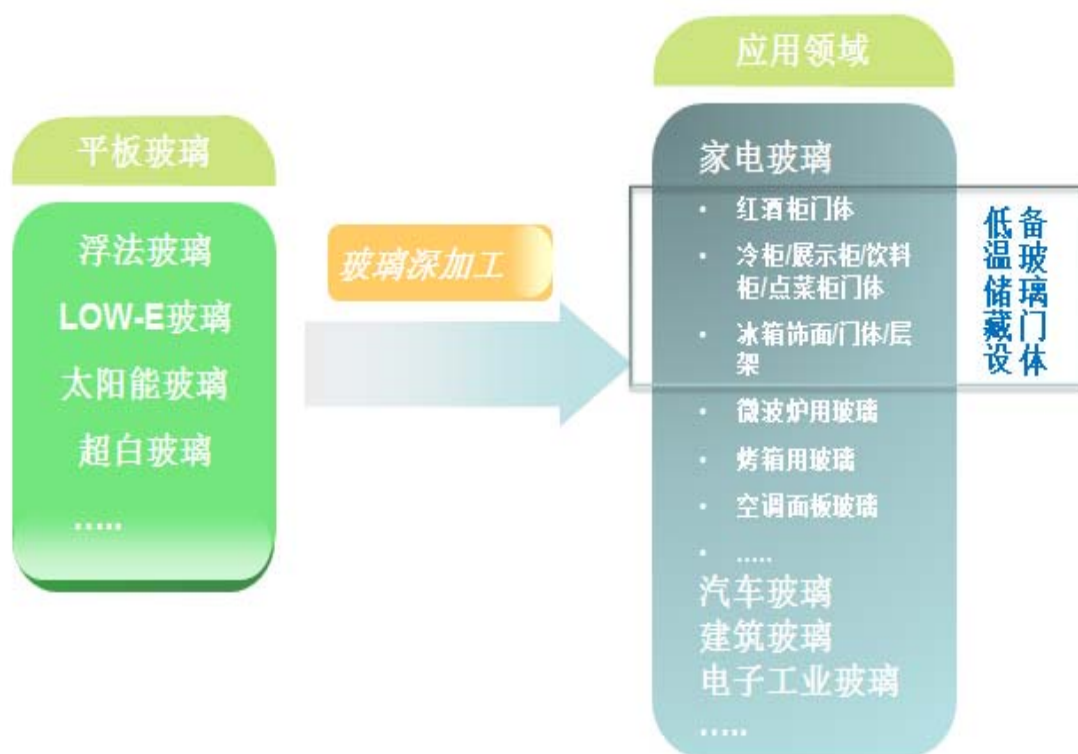 应用领域
平板玻璃
浮法玻璃
LOW-E玻璃
太阳能玻璃
超白玻璃
.....
玻璃深加工
家电玻璃
• 红酒柜门体
• 冷柜/展示柜/饮料
柜/点菜柜门体
• 冰箱饰面/门体/层
架
• 微波炉用玻璃
• 烤箱用玻璃
• 空调面板玻璃
• .....
汽车玻璃
建筑玻璃
电子工业玻璃
.....
低温储藏设
备玻璃门体